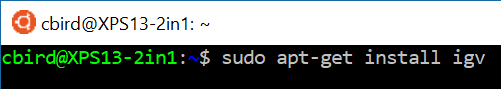 cbird@XPS13-2in1: ~
cbird@XPS13-2in1:~$ sudo apt-get install igv